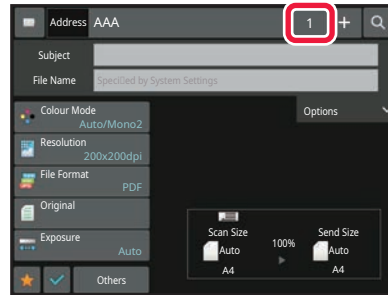 Address AAA 1 +
Subject
File Name Specified by System Settings
Colour Mode
Auto/Mono2
Options
Resolution
200x200dpi
File Format
PDF
Original
Exposure
Auto
Scan Size
Auto
A4
100%
Send Size
Auto
A4
Others